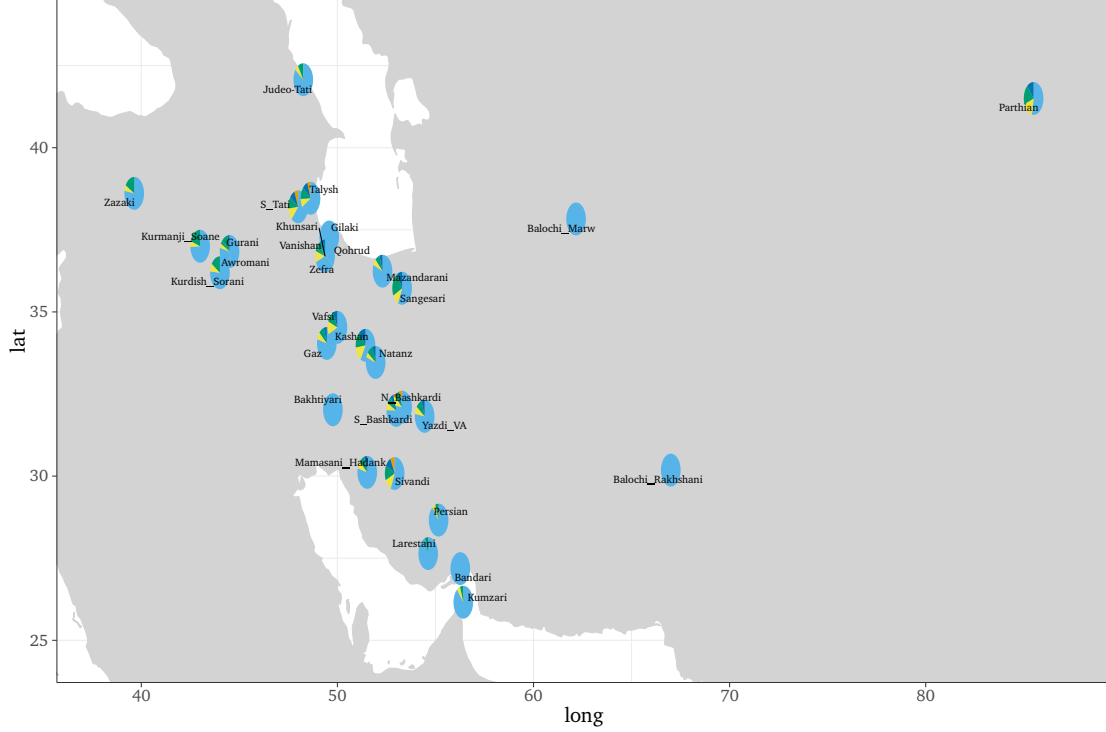 Judeo-Tati
Parthian
40
Zazaki
Talysh
S_Tati
Khunsari
Gilaki
Balochi_Marw
Kurmanji_Soane
Gurani
Vanishan
Qohrud
Awromani
Zefra
Kurdish_Sorani
Mazandarani
Sangesari
35
Vafsi
Kashan
Gaz
Natanz
lat
Bakhtiyari
N_Bashkardi
S_Bashkardi
Yazdi_VA
Mamasani_Hadank
30
Sivandi
Balochi_Rakhshani
Persian
Larestani
Bandari
Kumzari
25
40
50
60
70
80
long